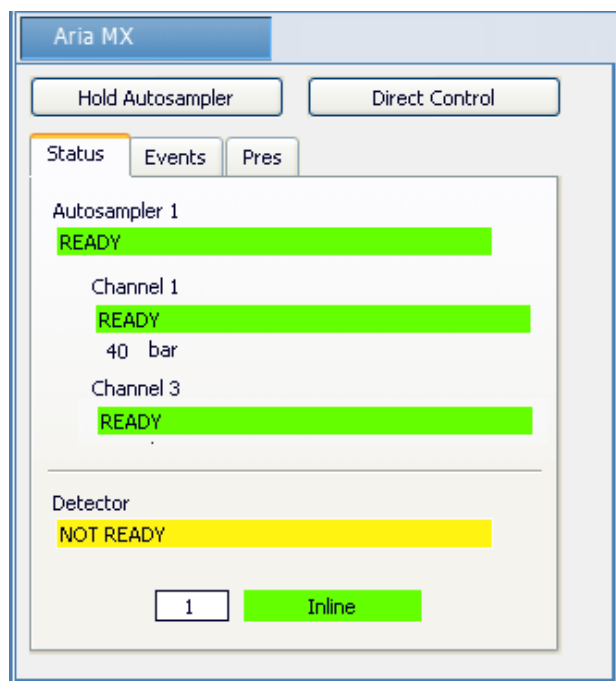 Aria MX
Hold Autosampler Direct Control
Status Events Pres
Autosampler 1
READY
Channel 1
READY
40 bar
Channel 3
READY
Detector
NOT READY
1 Inline